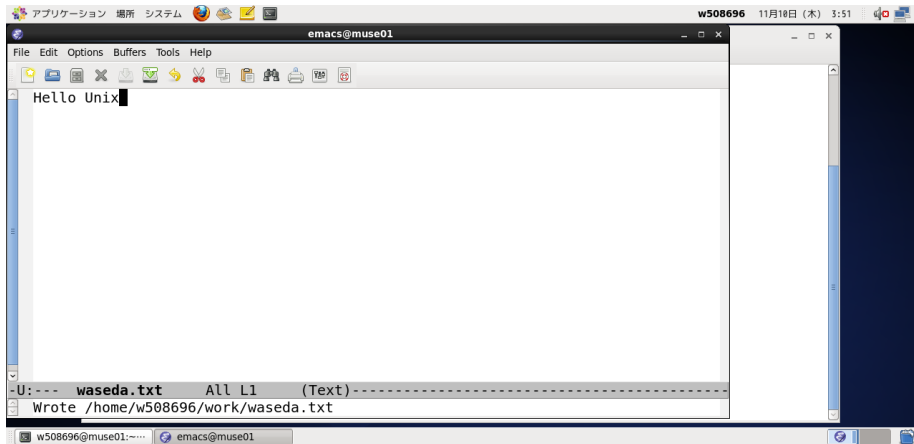 アプリケーション 場所 システム w508696 11月10日 (木) 3:51
emacs@muse01
File Edit Options Buffers Tools Help
Hello Unix
-U:--- waseda.txt All L1 (Text)--------------------------------------------
Wrote /home/w508696/work/waseda.txt
w508696@muse01:~… emacs@muse01